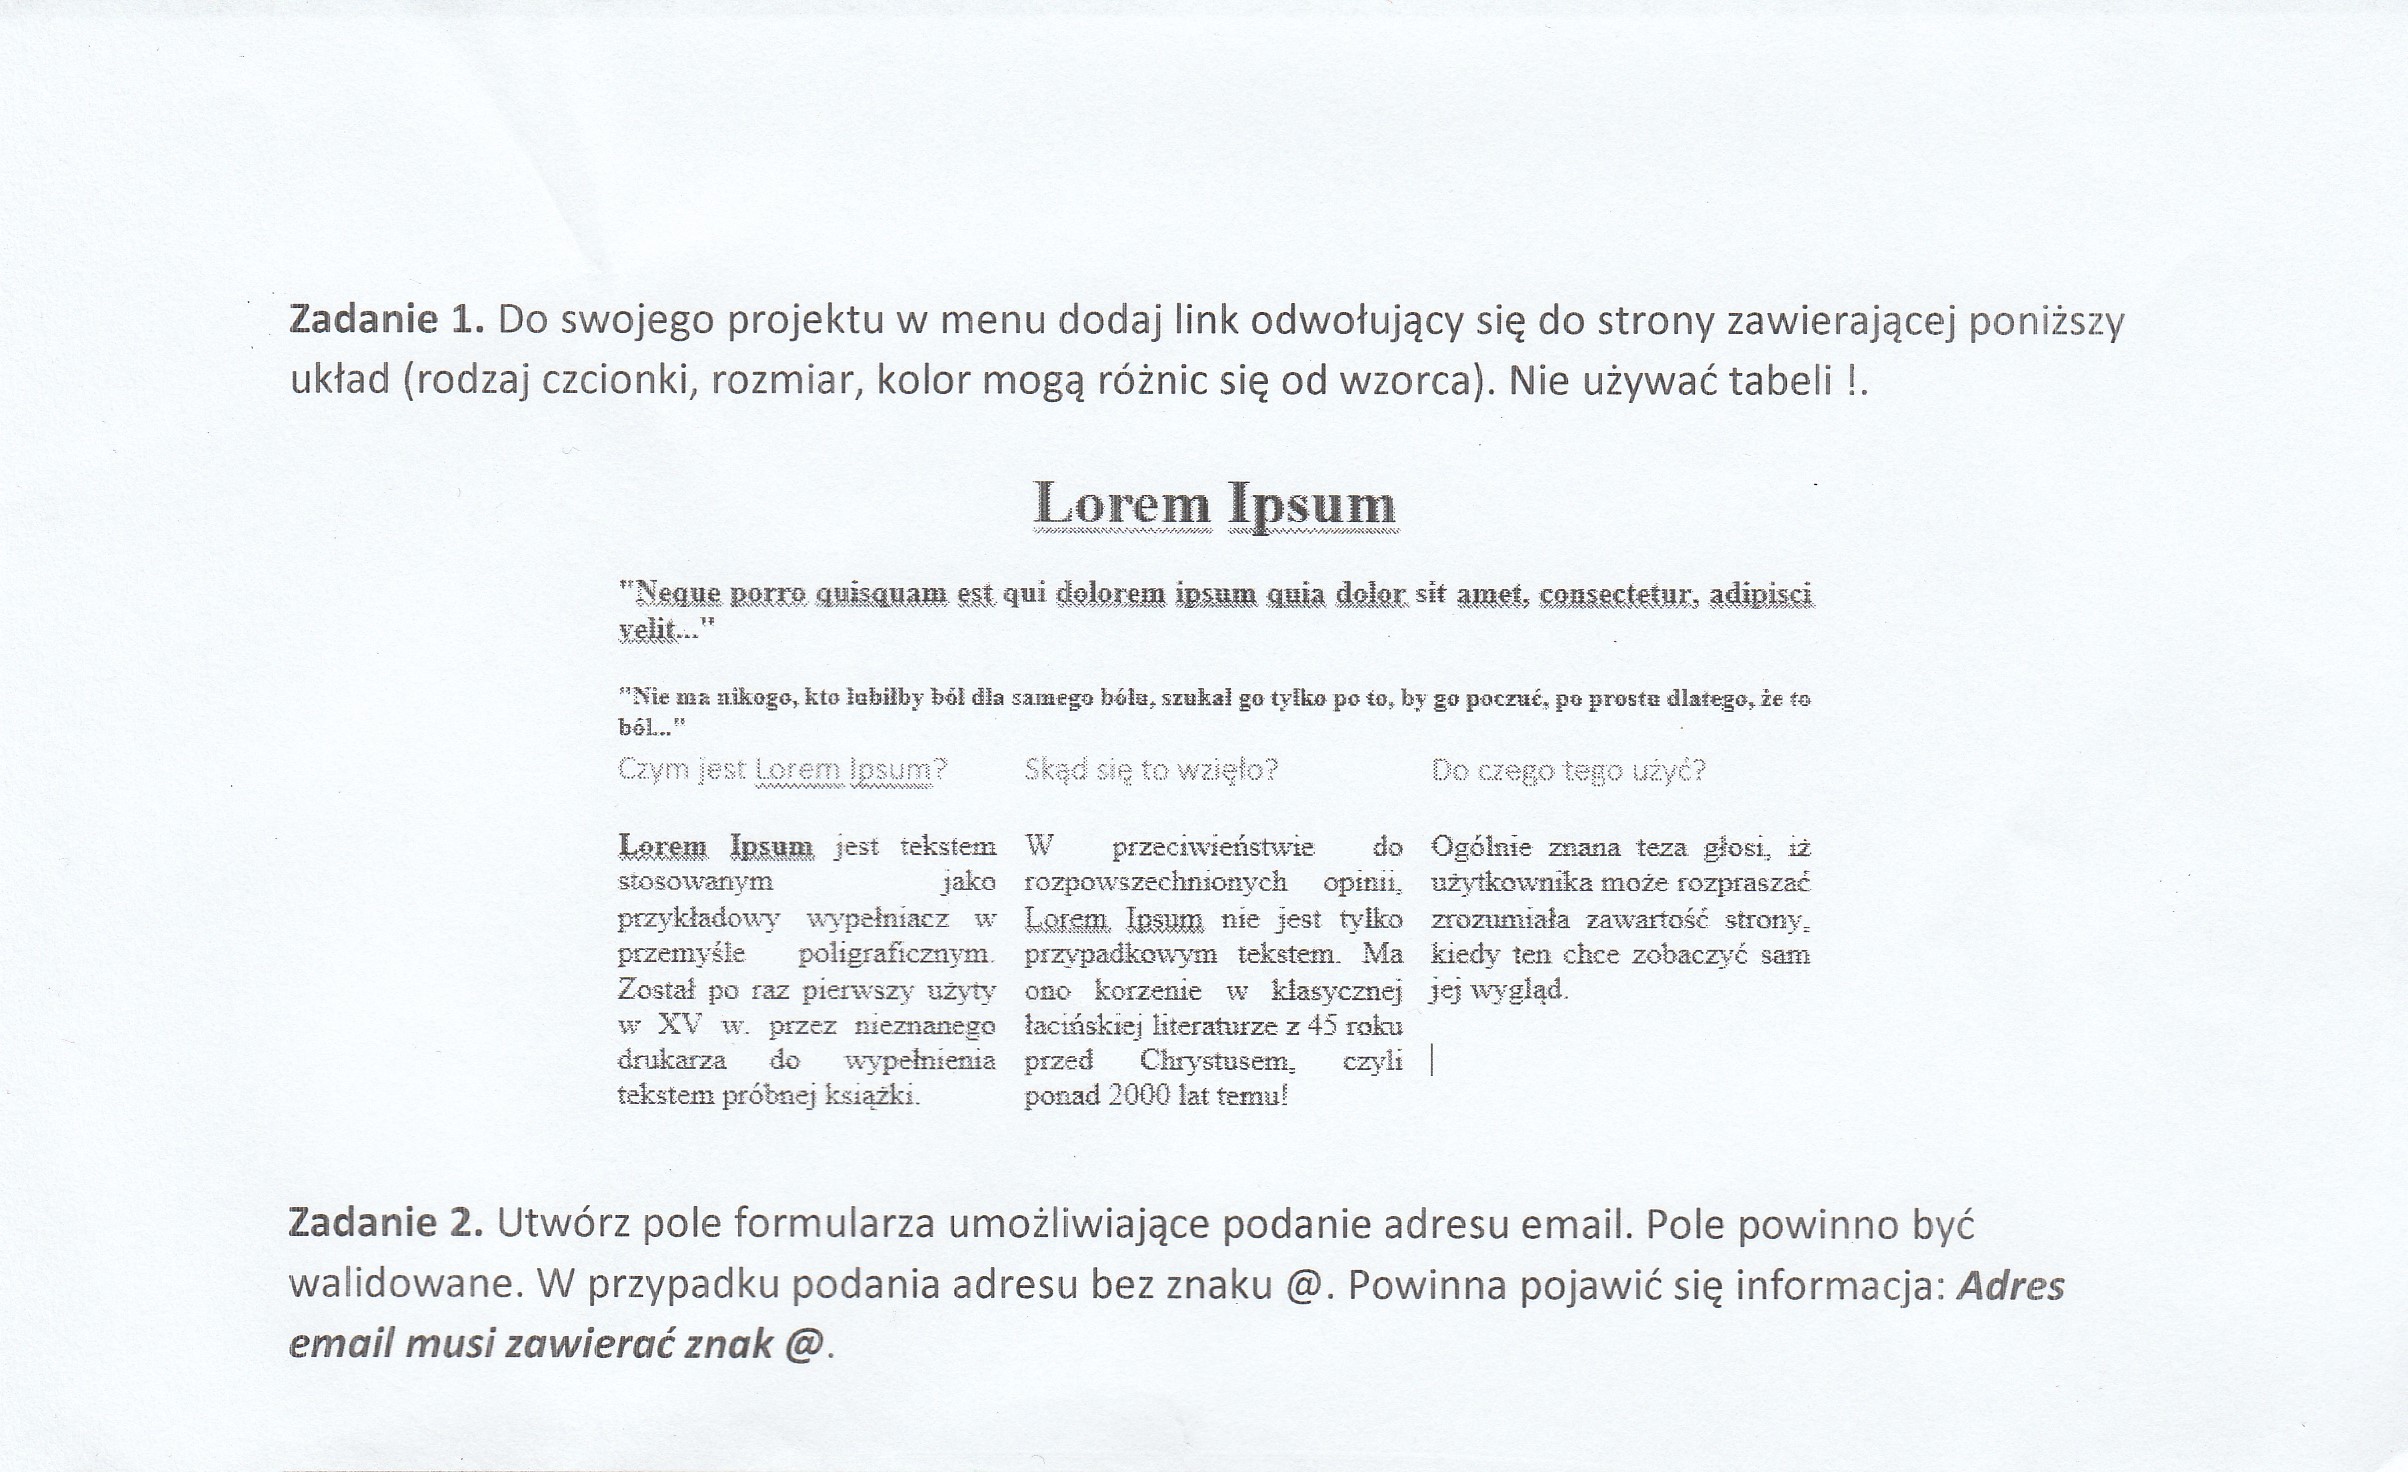 Zadanie 1. Do swojego projektu w menu dodaj link odwołujący się do strony zawierającej poniższy
układ (rodzaj czcionki, rozmiar, kolor mogą różnic się od wzorca). Nie używać tabeli !.
Lorem Ipsum
"Neque porro quisquam est qui dolorem ipsum quia dolor sit amet, consectetur, adipisci
velit..."
"Nie ma nikogo, kto lubiłby ból dla samego bólu, szukał go tylko po to, by go poczuć, po prostu dlatego, że to
ból.."
Czym jest Lorem Ipsum?
Lorem Ipsum jest tekstem
stosowanym jako
przykładowy wypełniacz w
przemyśle poligraficznym.
Został po raz pierwszy użyty
w XV w. przez nieznanego
drukarza do wypełnienia
tekstem próbnej książki.
Skąd się to wzięło?
W przeciwieństwie do
rozpowszechnionych opinii,
Lorem Ipsum nie jest tylko
przypadkowym tekstem. Ma
ono korzenie w klasycznej
łacińskiej literaturze z 45 roku
przed Chrystusem, czyli
ponad 2000 lat temu!
Do czego tego użyć?
Ogólnie znana teza głosi, iż
użytkownika może rozpraszać
zrozumiała zawartość strony,
kiedy ten chce zobaczyć sam
jej wygląd.
Zadanie 2. Utwórz pole formularza umożliwiające podanie adresu email. Pole powinno być
walidowane. W przypadku podania adresu bez znaku @. Powinna pojawić się informacja: Adres
email musi zawierać znak @.